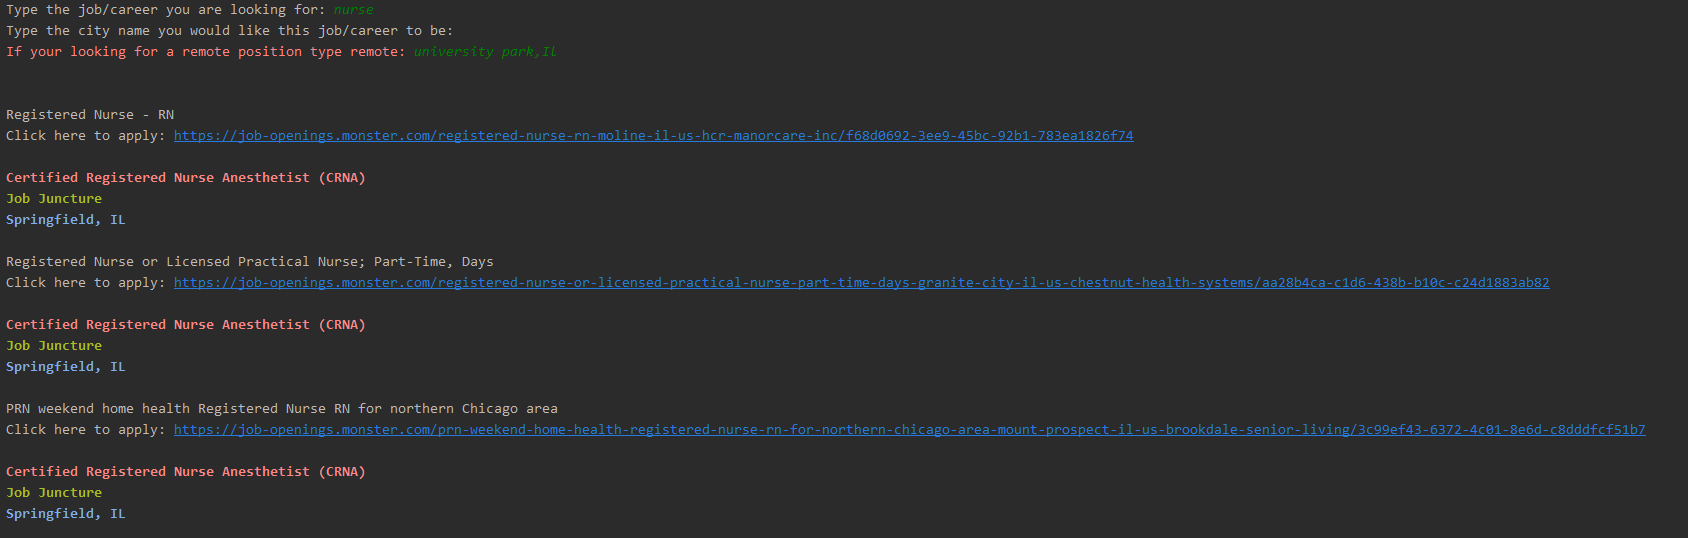 Type the job/career you are looking for: nurse
Type the city name you would like this job/career to be:
If your looking for a remote position type remote: university park,Il
Registered Nurse - RN
Click here to apply: https://job-openings.monster.com/registered-nurse-rn-moline-il-us-hcr-manorcare-inc/f68d0692-3ee9-45bc-92b1-783ea1826f74
Certified Registered Nurse Anesthetist (CRNA)
Job Juncture
Springfield, IL
Registered Nurse or Licensed Practical Nurse; Part-Time, Days
Click here to apply: https://job-openings.monster.com/registered-nurse-or-licensed-practical-nurse-part-time-days-granite-city-il-us-chestnut-health-systems/aa28b4ca-c1d6-438b-b10c-c24d1883ab82
Certified Registered Nurse Anesthetist (CRNA)
Job Juncture
Springfield, IL
PRN weekend home health Registered Nurse RN for northern Chicago area
Click here to apply: https://job-openings.monster.com/prn-weekend-home-health-registered-nurse-rn-for-northern-chicago-area-mount-prospect-il-us-brookdale-senior-living/3c99ef43-6372-4c01-8e6d-c8dddfcf51b7
Certified Registered Nurse Anesthetist (CRNA)
Job Juncture
Springfield, IL